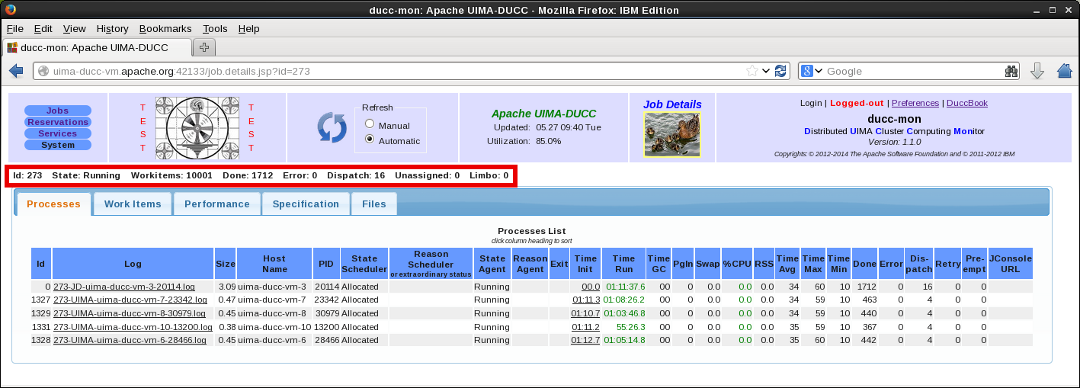 ducc-mon: Apache UIMA-DUCC - Mozilla Firefox: IBM Edition
File Edit View History Bookmarks Tools Help
ducc-mon: Apache UIMA-DUCC
uima-ducc-vm.apache.org:42133/job.details.jsp?id=273
Google
Jobs
Reservations
Services
System
T E S T
T E S T
Refresh
Manual
Automatic
Apache UIMA-DUCC
Updated: 05.27 09:40 Tue
Utilization: 85.0%
Job Details
Login | Logged-out | Preferences | DuccBook
ducc-mon
Distributed UIMA Cluster Computing Monitor
Version: 1.1.0
Copyrights: © 2012-2014 The Apache Software Foundation and © 2011-2012 IBM
Id: 273 State: Running Workitems: 10001 Done: 1712 Error: 0 Dispatch: 16 Unassigned: 0 Limbo: 0
Processes Work Items Performance Specification Files
Processes List
click column heading to sort
Id Log Size Host Name PID State Scheduler Reason Scheduler or extraordinary status State Agent Reason Agent Exit Time Init Time Run Time GC PgIn Swap %CPU RSS Time Avg Time Max Time Min Done Error Dis-patch Retry Pre-empt JConsole URL
0 273-JD-uima-ducc-vm-3-20114.log 3.09 uima-ducc-vm-3 20114 Allocated Running 00.0 01:11:37.6 00 0 0.0 0.0 0.0 34 60 10 1712 0 16 0 0
1327 273-UIMA-uima-ducc-vm-7-23342.log 0.47 uima-ducc-vm-7 23342 Allocated Running 01:11.3 01:08:26.2 00 0 0.0 0.0 0.0 34 59 10 463 0 4 0 0
1329 273-UIMA-uima-ducc-vm-8-30979.log 0.45 uima-ducc-vm-8 30979 Allocated Running 01:10.7 01:03:46.8 00 0 0.0 0.0 0.0 34 59 10 440 0 4 0 0
1331 273-UIMA-uima-ducc-vm-10-13200.log 0.38 uima-ducc-vm-10 13200 Allocated Running 01:11.2 55:26.3 00 0 0.0 0.0 0.0 35 59 10 367 0 4 0 0
1328 273-UIMA-uima-ducc-vm-6-28466.log 0.45 uima-ducc-vm-6 28466 Allocated Running 01:12.7 01:05:14.8 00 0 0.0 0.0 0.0 35 60 10 442 0 4 0 0